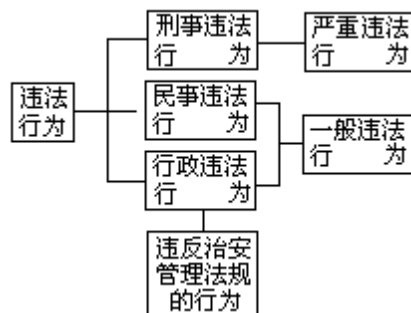 刑事违法
行 为
严重违法
行 为
违法
行为
民事违法
行 为
一般违法
行 为
行政违法
行 为
违反治安
管理法规
的行为